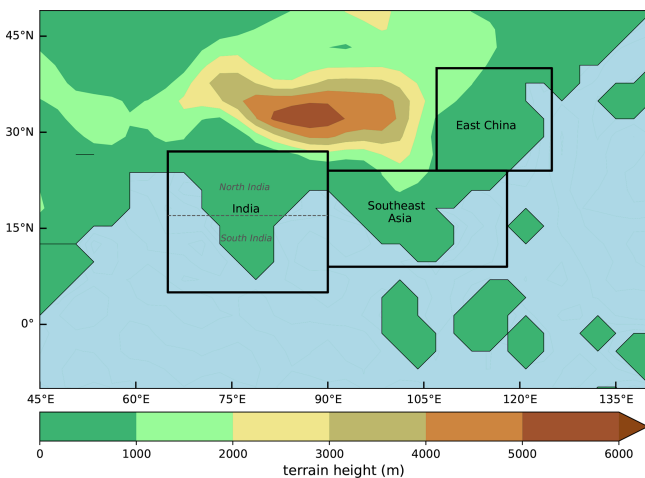 45°N
30°N
15°N
0°
East China
North India
India
South India
Southeast
Asia
45°E 60°E 75°E 90°E 105°E 120°E 135°E
0 1000 2000 3000 4000 5000 6000
terrain height (m)